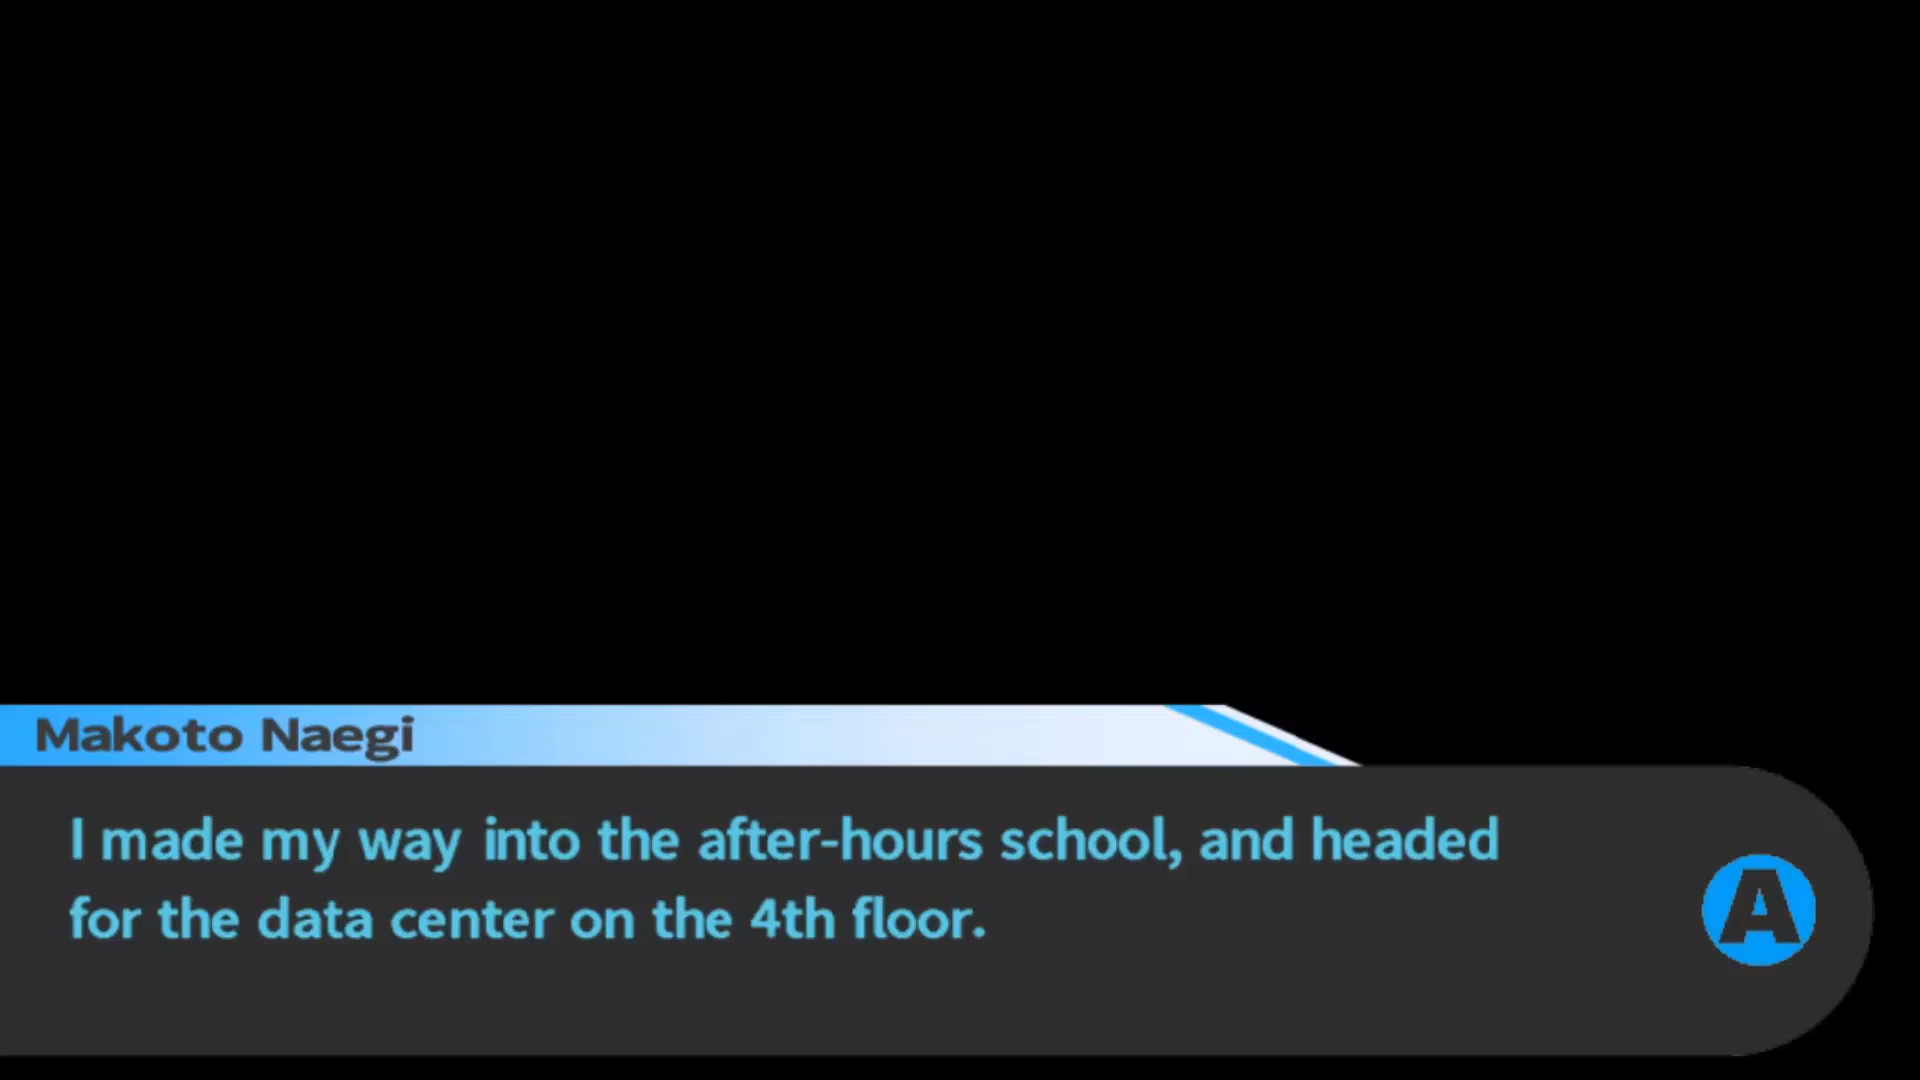 Makoto Naegi
I made my way into the after-hours school, and headed
for the data center on the 4th floor.
A